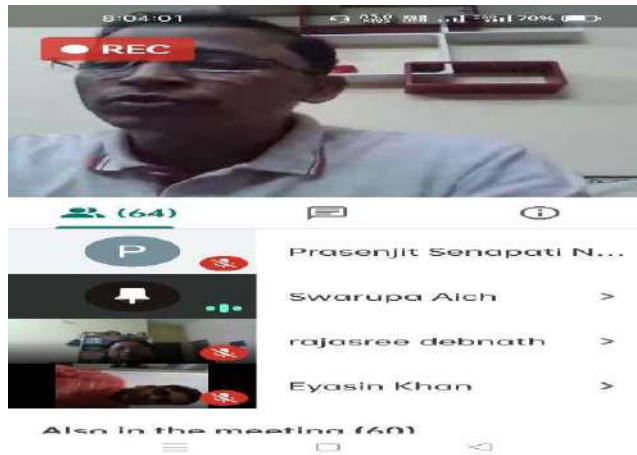 8:04:01
70%
REC
(64)
P
Prasenjit Senapati N...
Swarupa Aich
rajasree debnath
Eyasin Khan
Also in the meeting (60)